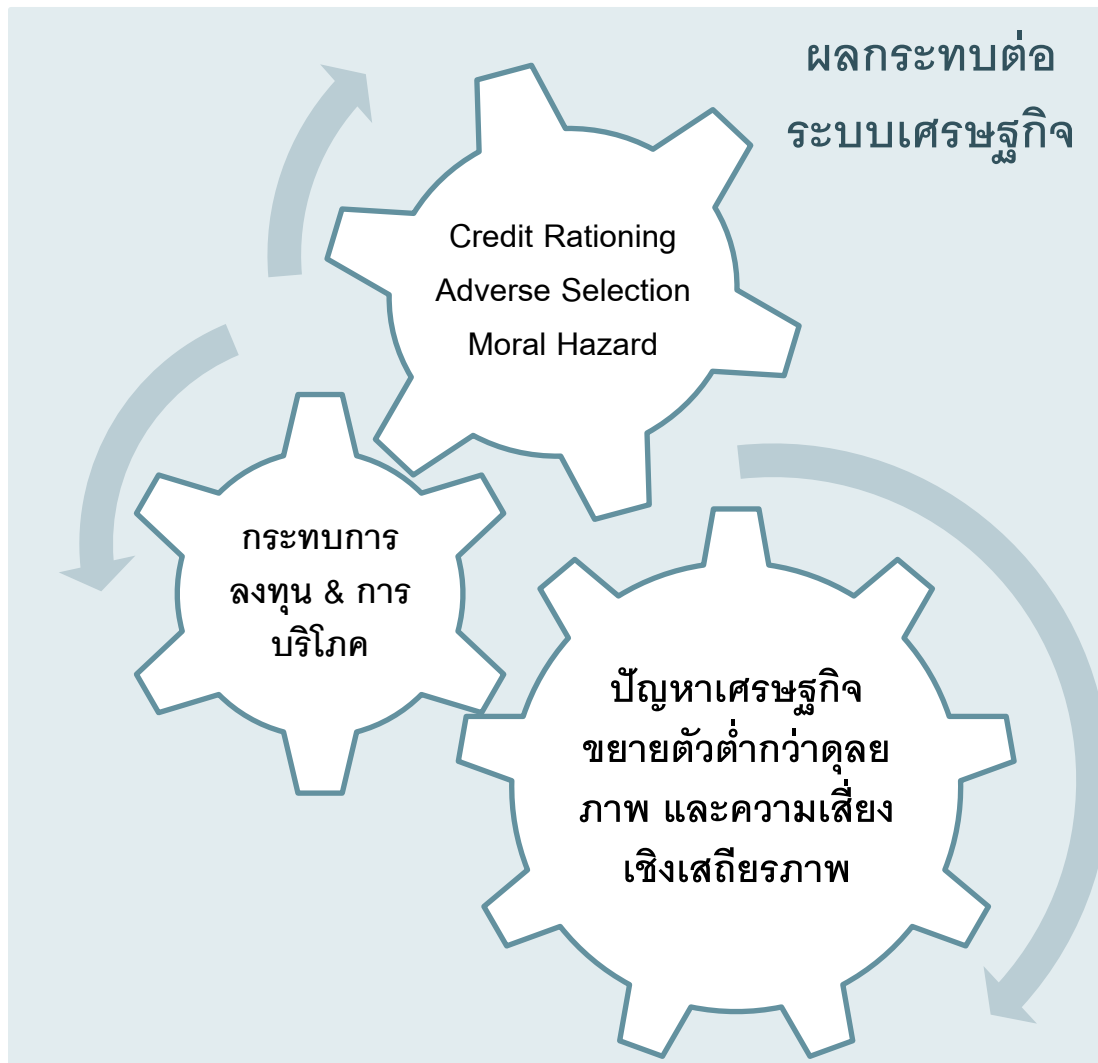 ผลกระทบต่อ
ระบบเศรษฐกิจ
Credit Rationing
Adverse Selection
Moral Hazard
กระทบการ
ลงทุน & การ
บริโภค
ปัญหาเศรษฐกิจ
ขยายตัวต่ำกว่าดุลย
ภาพ และความเสี่ยง
เชิงเสถียรภาพ